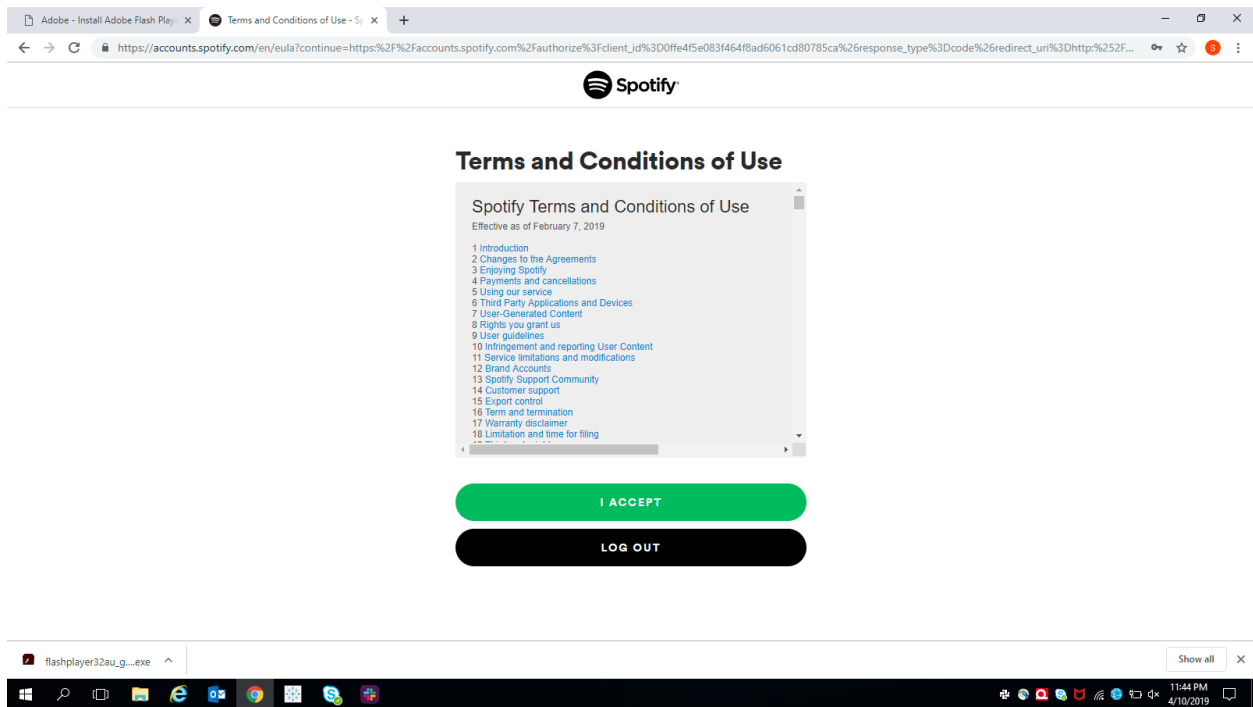 Adobe - Install Adobe Flash Play
Terms and Conditions of Use - Sp
https://accounts.spotify.com/en/eula?continue=https:%2F%2Faccounts.spotify.com%2Fauthorize%3Fclient_id%3D0ffe4f5e083f464f8ad6061cd80785ca%26response_type%3Dcode%26redirect_uri%3Dhttp:%252F...
S
Spotify
Terms and Conditions of Use
Spotify Terms and Conditions of Use
Effective as of February 7, 2019
1 Introduction
2 Changes to the Agreements
3 Enjoying Spotify
4 Payments and cancellations
5 Using our service
6 Third Party Applications and Devices
7 User-Generated Content
8 Rights you grant us
9 User guidelines
10 Infringement and reporting User Content
11 Service limitations and modifications
12 Brand Accounts
13 Spotify Support Community
14 Customer support
15 Export control
16 Term and termination
17 Warranty disclaimer
18 Limitation and time for filing
I ACCEPT
LOG OUT
flashplayer32au_g....exe
Show all
11:44 PM
4/10/2019